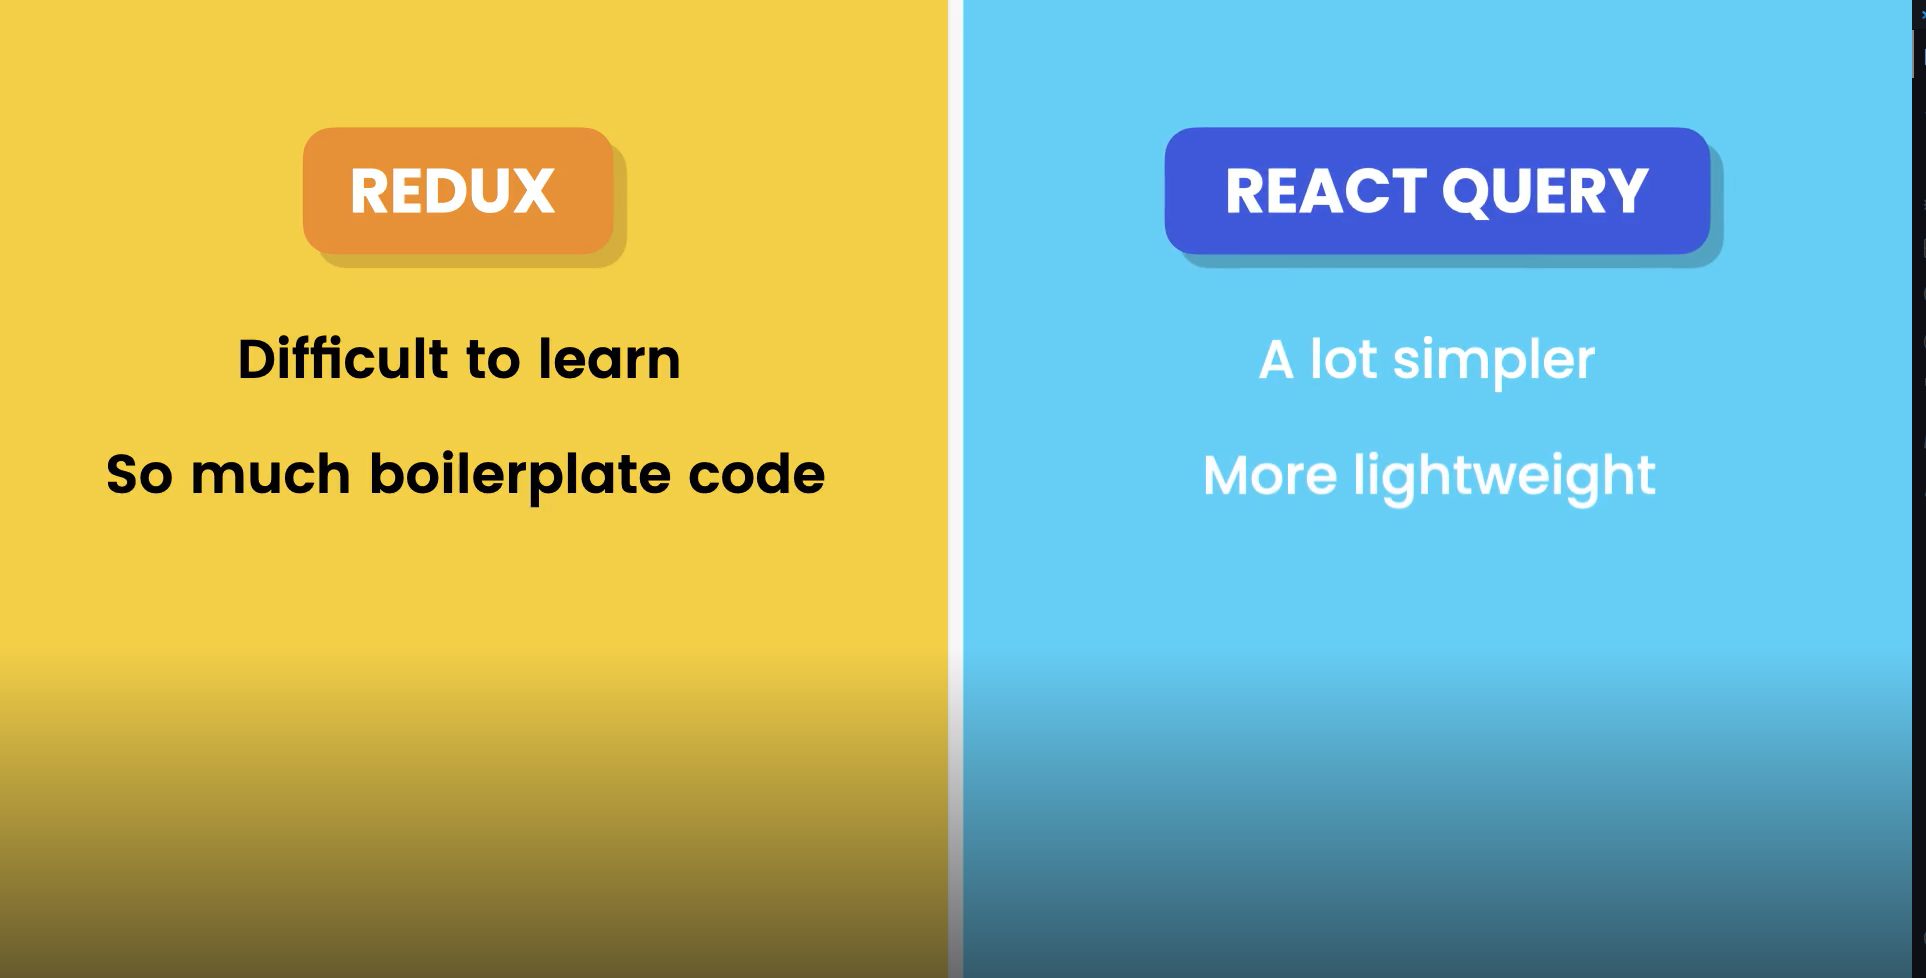 REDUX
Difficult to learn
So much boilerplate code
REACT QUERY
A lot simpler
More lightweight